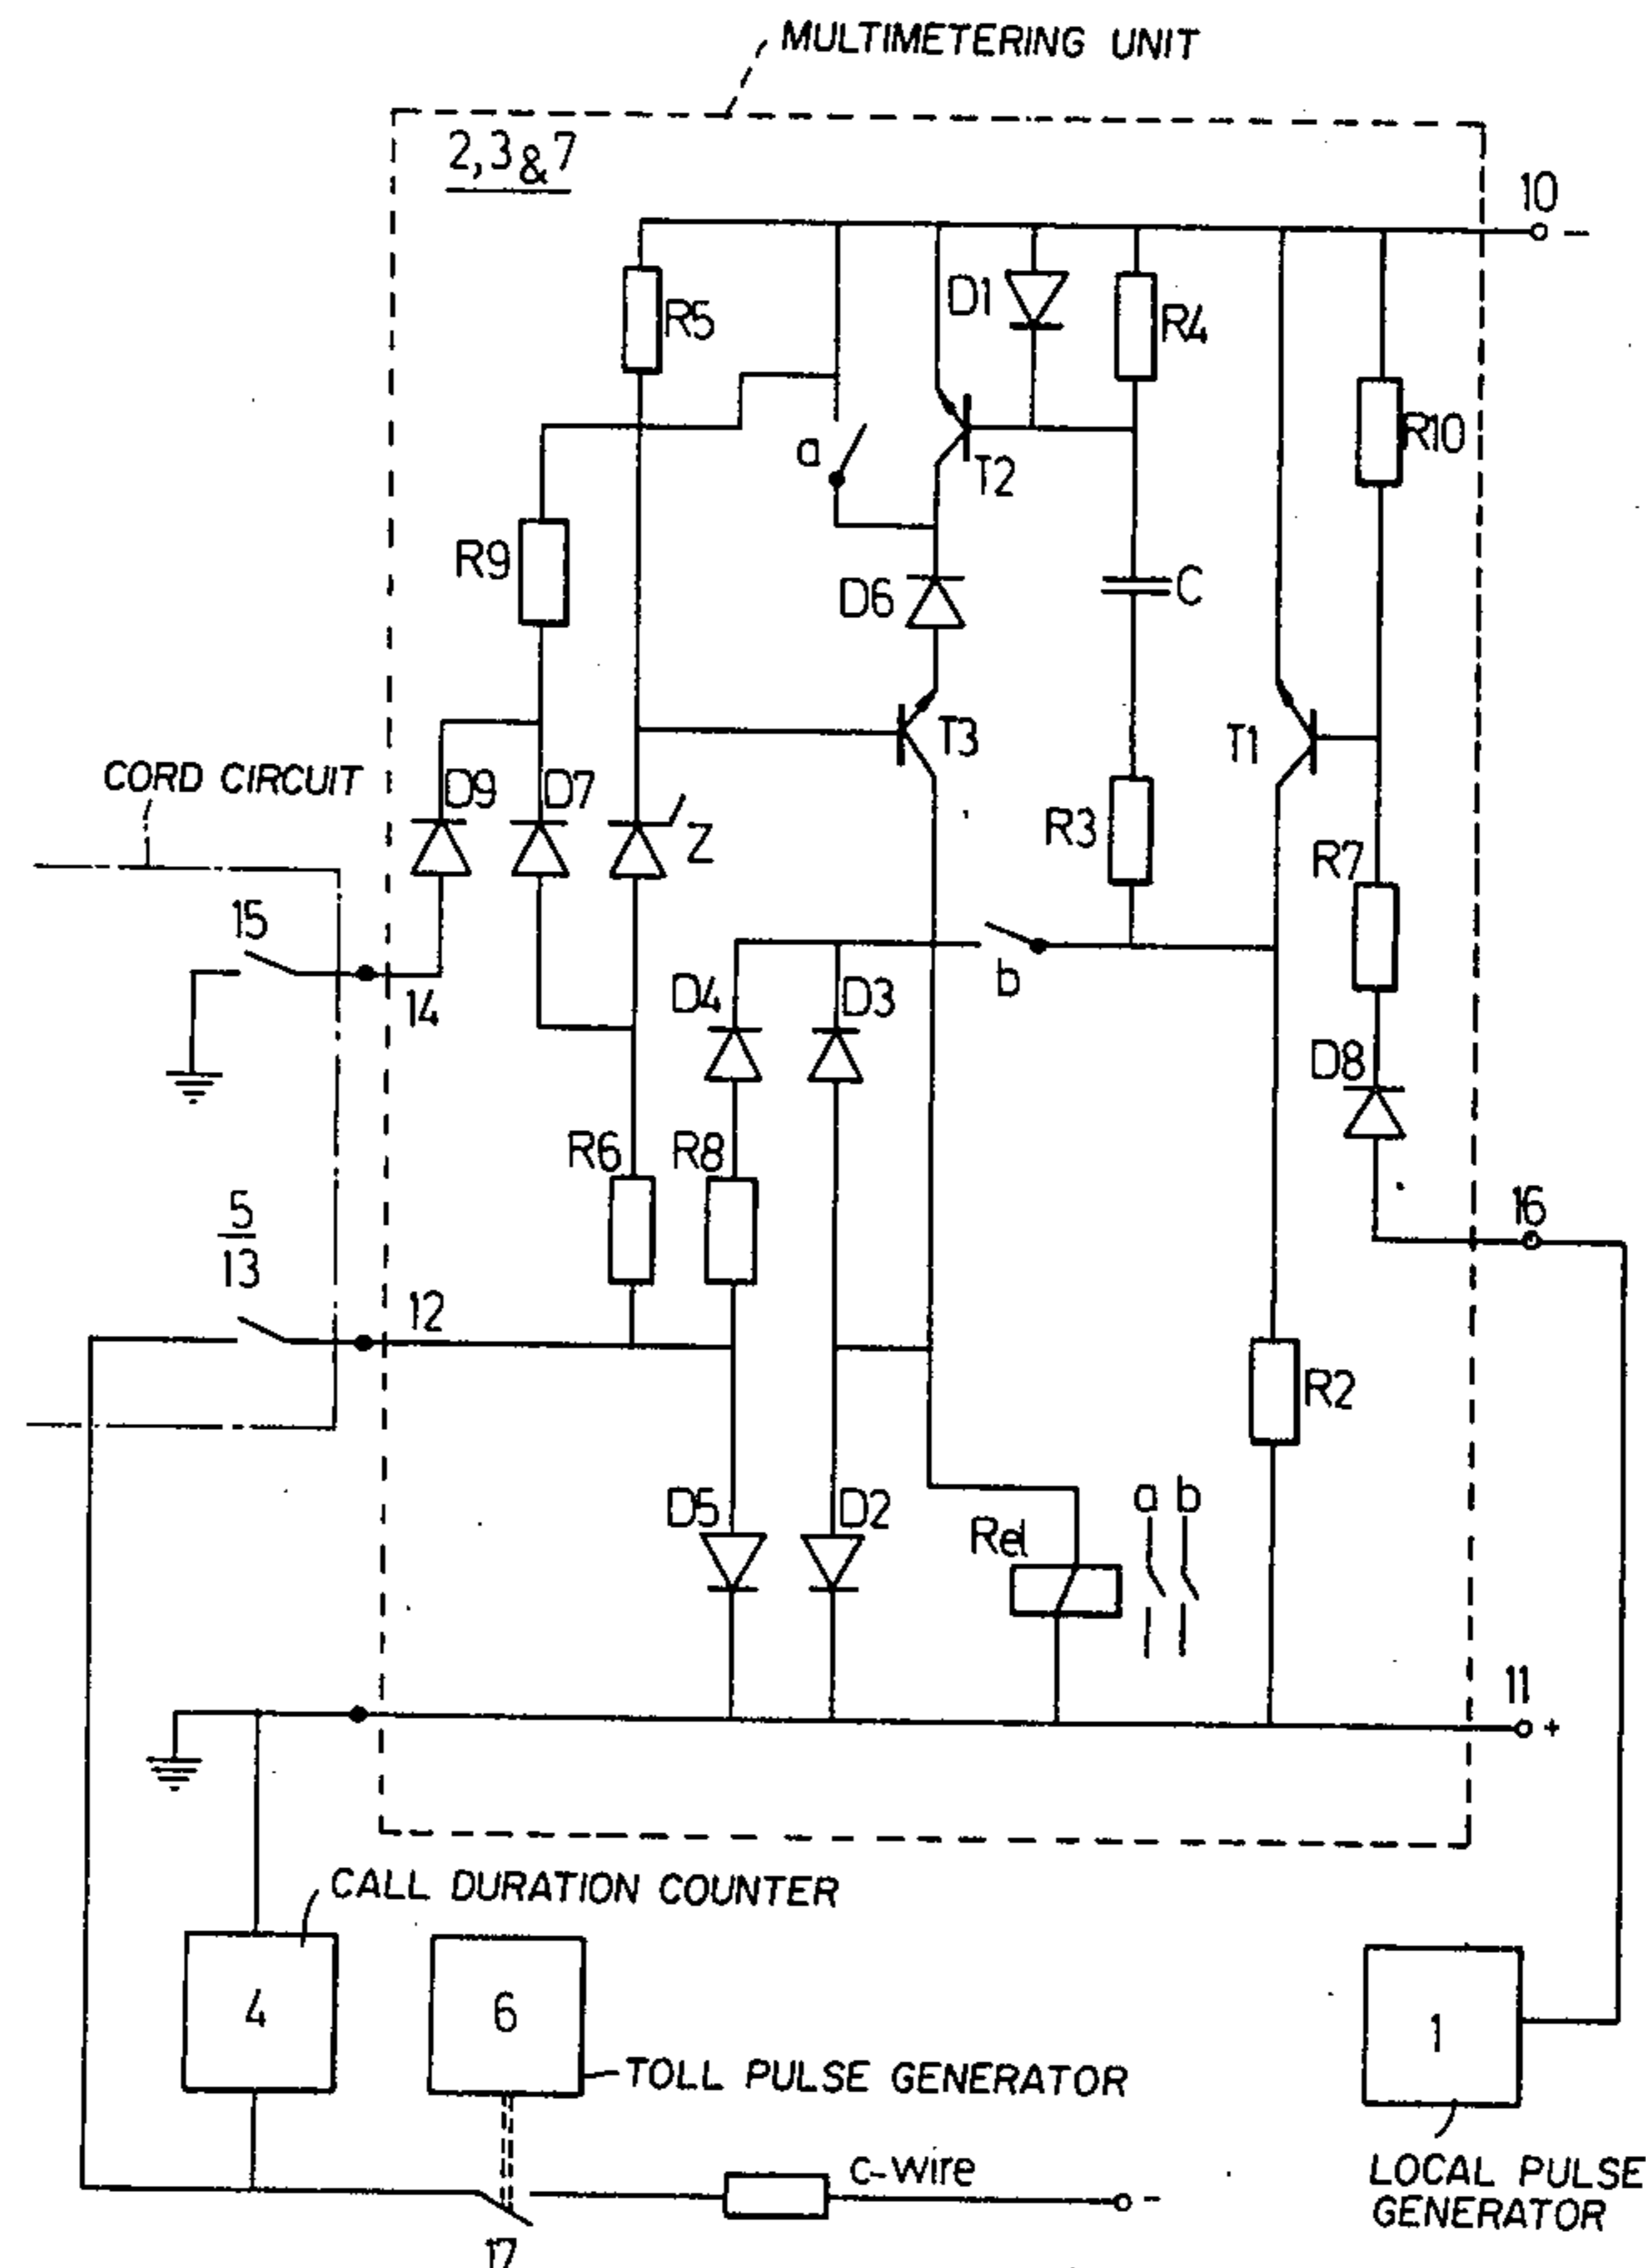 MULTIMETERING UNIT
2,3 & 7
10
−
D1
R5
R4
R10
a
T2
R9
D6
C
T3
T1
CORD CIRCUIT
D9
D7
Z
R3
R7
15
b
14
D4
D3
D8
R6
R8
5
13
16
12
R2
D5
D2
a b
Rel
11
+
CALL DURATION COUNTER
4
6
1
TOLL PULSE GENERATOR
c-wire
−
LOCAL PULSE
GENERATOR
17